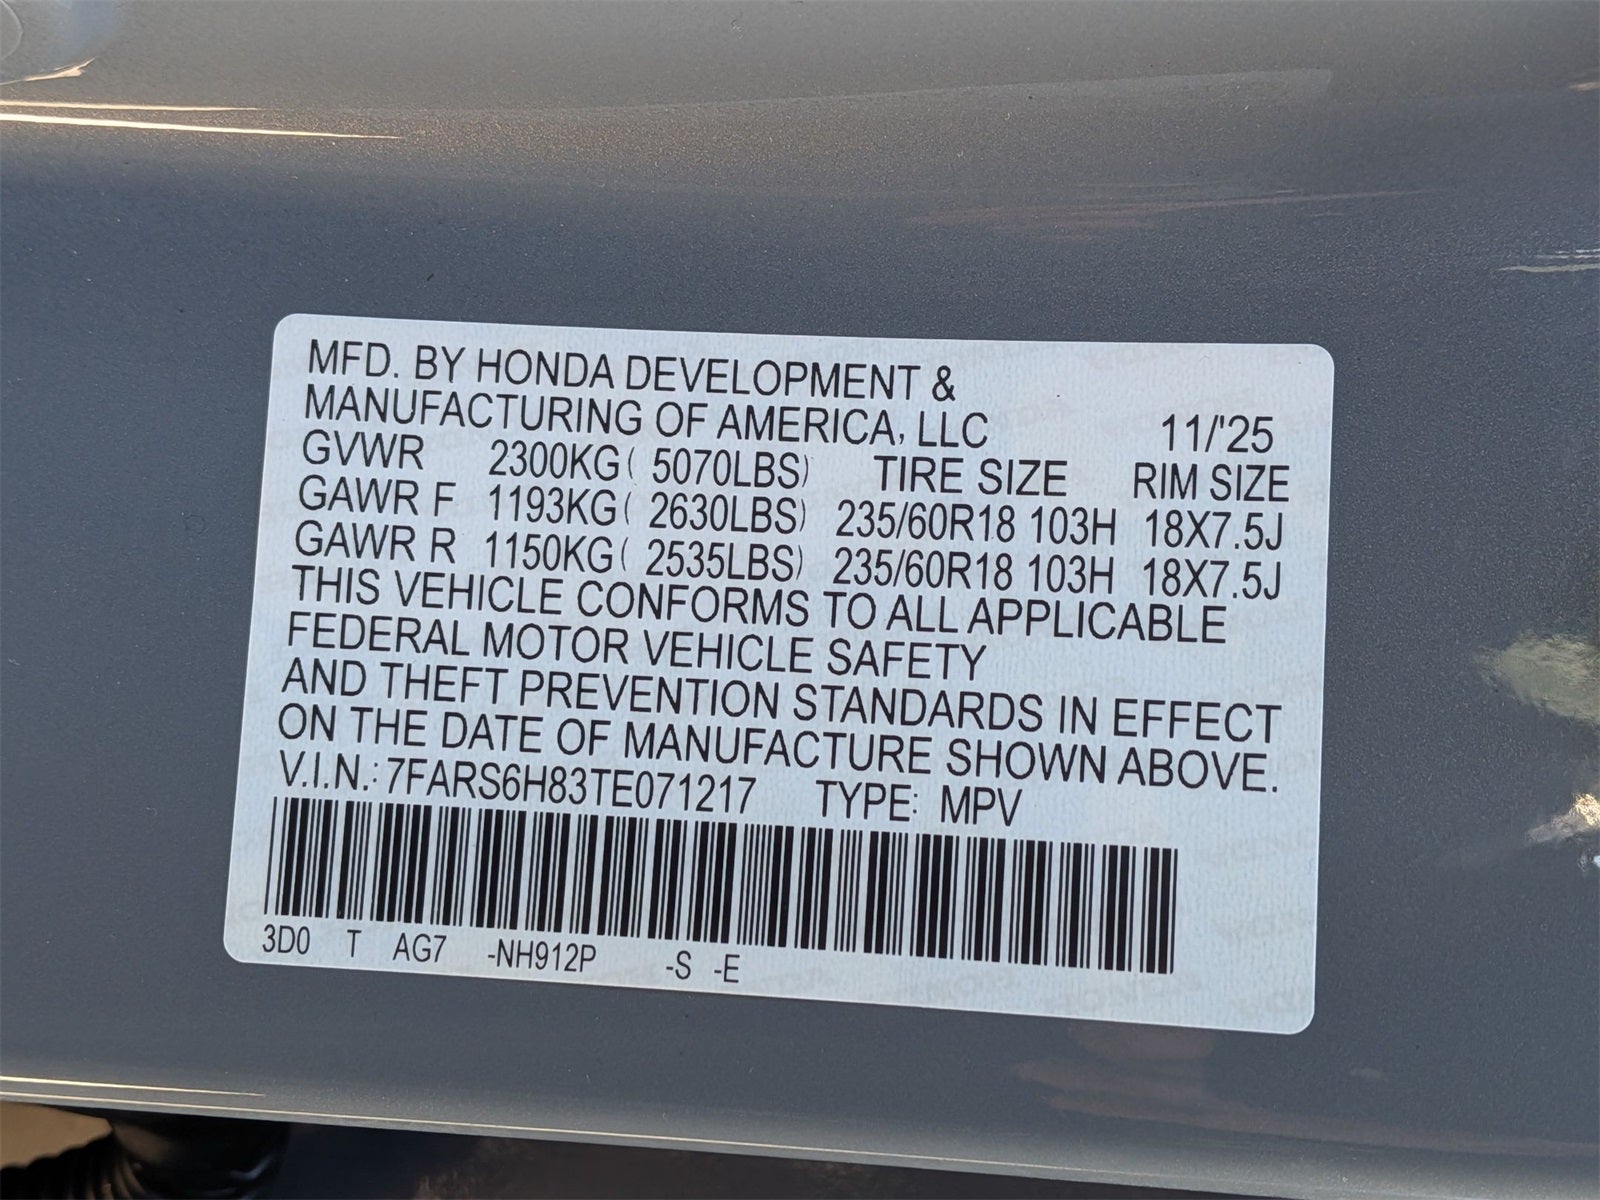 MFD. BY HONDA DEVELOPMENT &
MANUFACTURING OF AMERICA, LLC 11/'25
GVWR 2300KG( 5070LBS) TIRE SIZE RIM SIZE
GAWR F 1193KG( 2630LBS) 235/60R18 103H 18X7.5J
GAWR R 1150KG( 2535LBS) 235/60R18 103H 18X7.5J
THIS VEHICLE CONFORMS TO ALL APPLICABLE
FEDERAL MOTOR VEHICLE SAFETY
AND THEFT PREVENTION STANDARDS IN EFFECT
ON THE DATE OF MANUFACTURE SHOWN ABOVE.
V.I.N.: 7FARS6H83TE071217 TYPE: MPV
3D0 T AG7 -NH912P -S -E